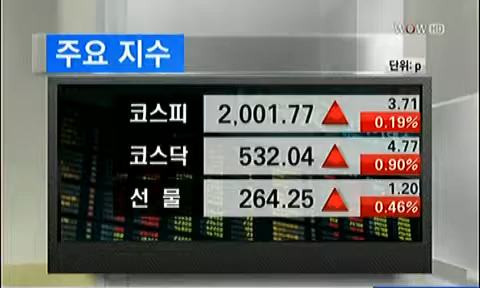 WOW HD
주요 지수
단위: p
코스피 2,001.77 ▲ 3.71 0.19%
코스닥 532.04 ▲ 4.77 0.90%
선물 264.25 ▲ 1.20 0.46%